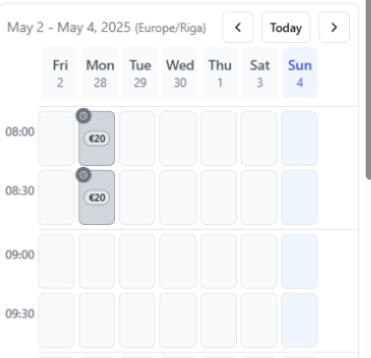 May 2 - May 4, 2025 (Europe/Riga) Today
Fri Mon Tue Wed Thu Sat Sun
2 28 29 30 1 3 4
08:00
€20
08:30
€20
09:00
09:30